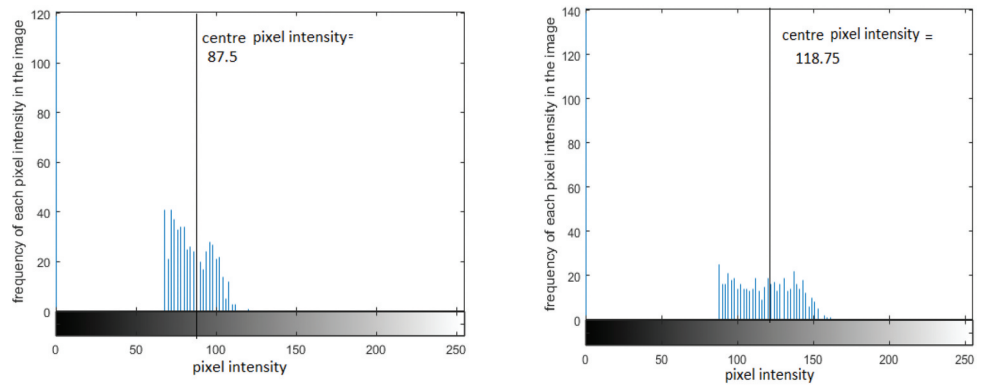 120
100
80
60
40
20
0
frequency of each pixel intensity in the image
centre pixel intensity=
87.5
0 50 100 150 200 250
pixel intensity
140
120
100
80
60
40
20
0
frequency of each pixel intensity in the image
centre pixel intensity =
118.75
0 50 100 150 200 250
pixel intensity